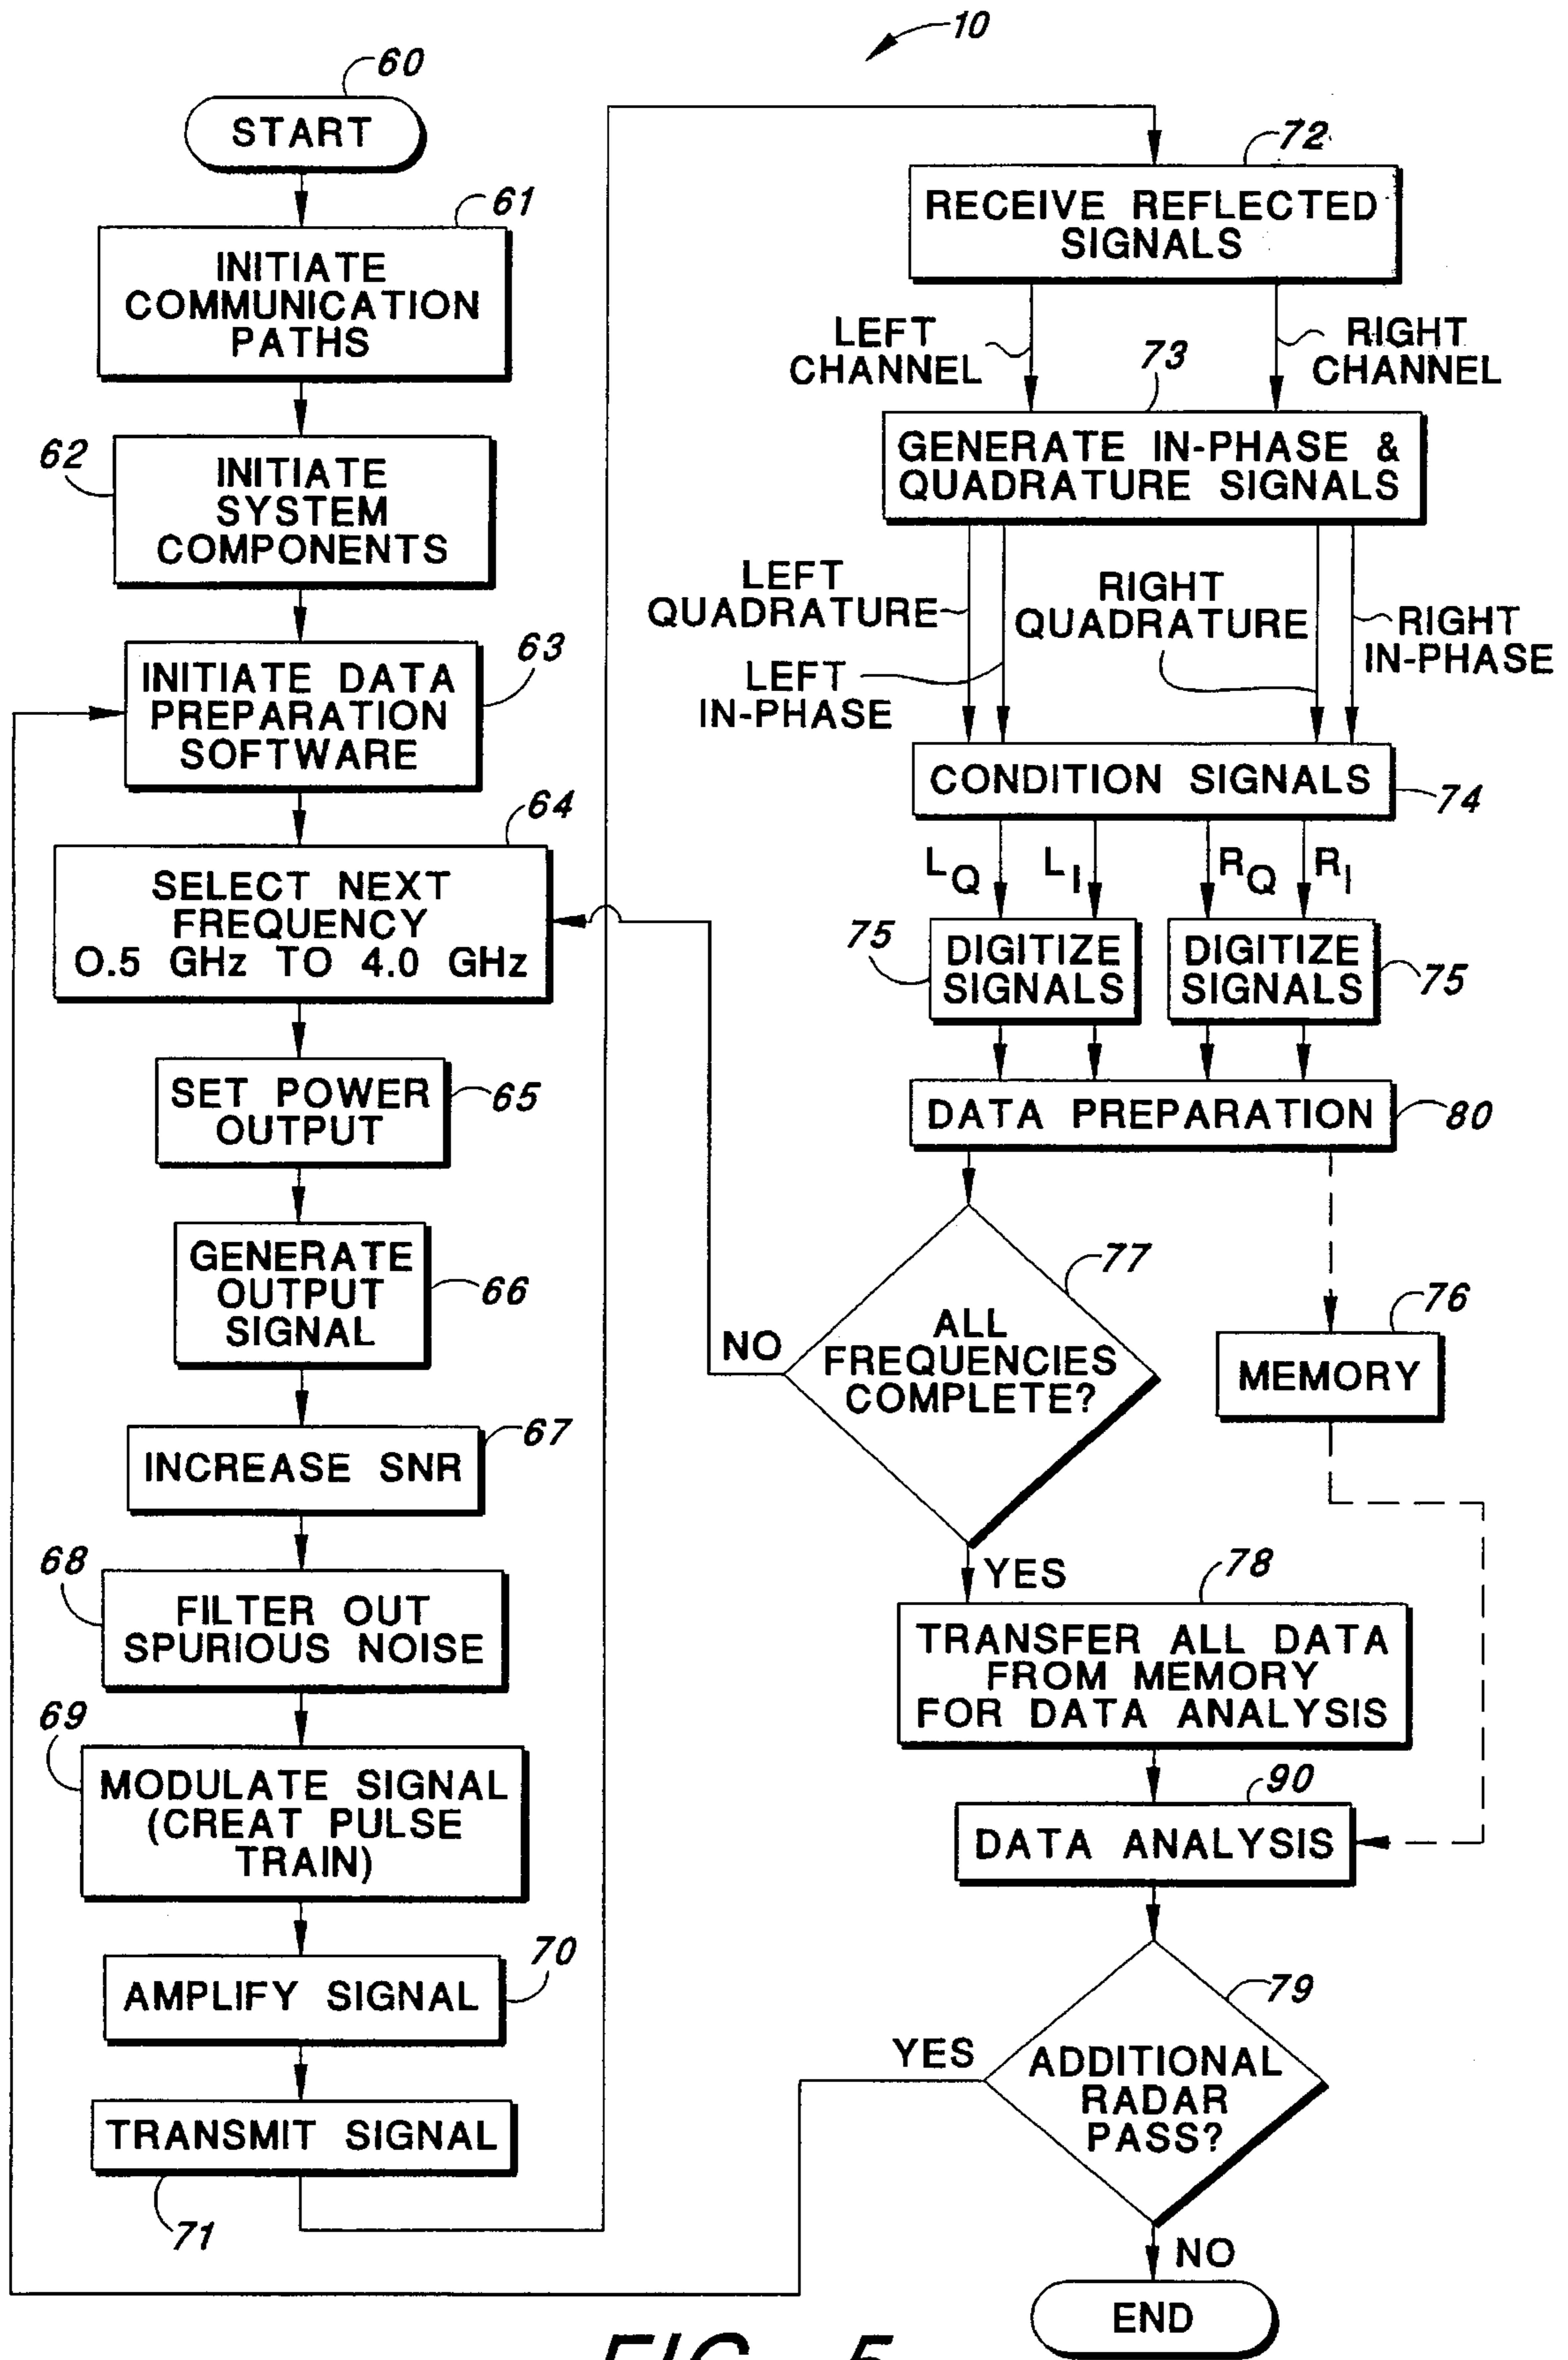 10
60
START
61
INITIATE
COMMUNICATION
PATHS
62
INITIATE
SYSTEM
COMPONENTS
63
INITIATE DATA
PREPARATION
SOFTWARE
64
SELECT NEXT
FREQUENCY
0.5 GHz TO 4.0 GHz
SET POWER
OUTPUT
65
GENERATE
OUTPUT
SIGNAL
66
67
INCREASE SNR
68
FILTER OUT
SPURIOUS NOISE
69
MODULATE SIGNAL
(CREAT PULSE
TRAIN)
70
AMPLIFY SIGNAL
TRANSMIT SIGNAL
71
72
RECEIVE REFLECTED
SIGNALS
LEFT
CHANNEL
RIGHT
CHANNEL
73
GENERATE IN-PHASE &
QUADRATURE SIGNALS
LEFT
QUADRATURE
LEFT
IN-PHASE
RIGHT
QUADRATURE
RIGHT
IN-PHASE
CONDITION SIGNALS
74
LQ LI RQ RI
75
DIGITIZE
SIGNALS
DIGITIZE
SIGNALS
75
DATA PREPARATION
80
77
ALL
FREQUENCIES
COMPLETE?
NO
76
MEMORY
YES
78
TRANSFER ALL DATA
FROM MEMORY
FOR DATA ANALYSIS
90
DATA ANALYSIS
79
YES
ADDITIONAL
RADAR
PASS?
NO
END
FIG. 5